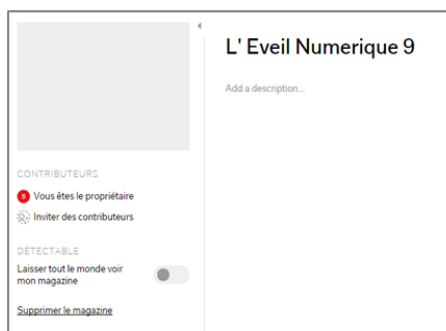 L' Eveil Numerique 9
Add a description...
CONTRIBUTEURS
Vous êtes le propriétaire
Inviter des contributeurs
DÉTECTABLE
Laisser tout le monde voir
mon magazine
Supprimer le magazine